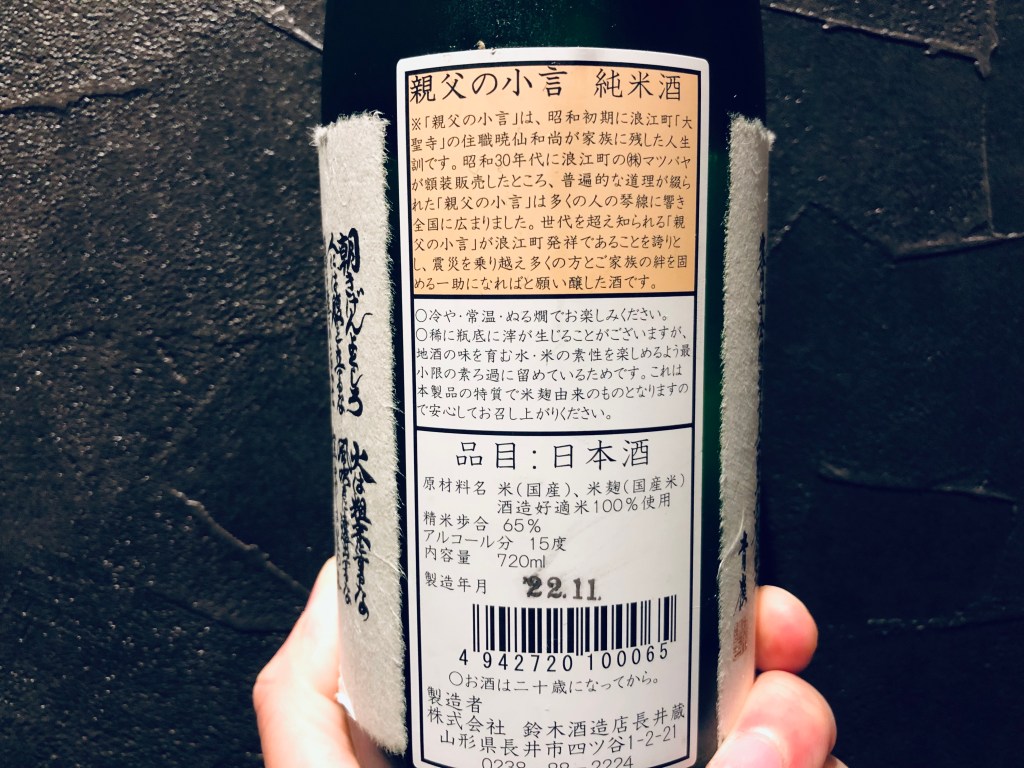 親父の小言 純米酒
※「親父の小言」は、昭和初期に浪江町「大
聖寺」の住職暁仙和尚が家族に残した人生
訓です。昭和30年代に浪江町の㈱マツバヤ
が額装販売したところ、普遍的な道理が綴ら
れた「親父の小言」は多くの人の琴線に響き
全国に広まりました。世代を超え知られる「親
父の小言」が浪江町発祥であることを誇りと
し、震災を乗り越え多くの方とご家族の絆を固
める一助になればと願い醸した酒です。
○冷や・常温・ぬる燗でお楽しみください。
○稀に瓶底に滓が生じることがございますが、
地酒の味を育む水・米の素性を楽しめるよう最
小限の素ろ過に留めているためです。これは
本製品の特質で米麹由来のものとなりますの
で安心してお召し上がりください。
品目:日本酒
原材料名 米(国産)、米麹(国産米)
酒造好適米100%使用
精米歩合 65%
アルコール分 15度
内容量 720ml
製造年月 '22.11.
4 942720 100065
○お酒は二十歳になってから。
製造者
株式会社 鈴木酒造店長井蔵
山形県長井市四ツ谷1-2-21
0238-88-2224
朝きげんよくしろ